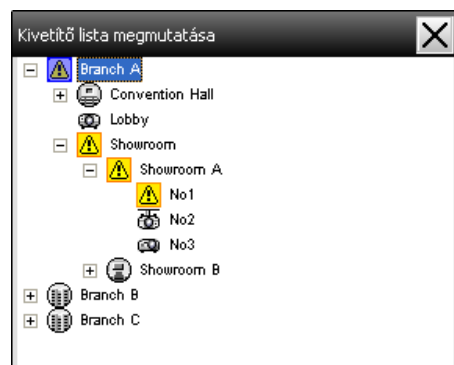 Kivetítő lista megmutatása
Branch A
Convention Hall
Lobby
Showroom
Showroom A
No1
No2
No3
Showroom B
Branch B
Branch C